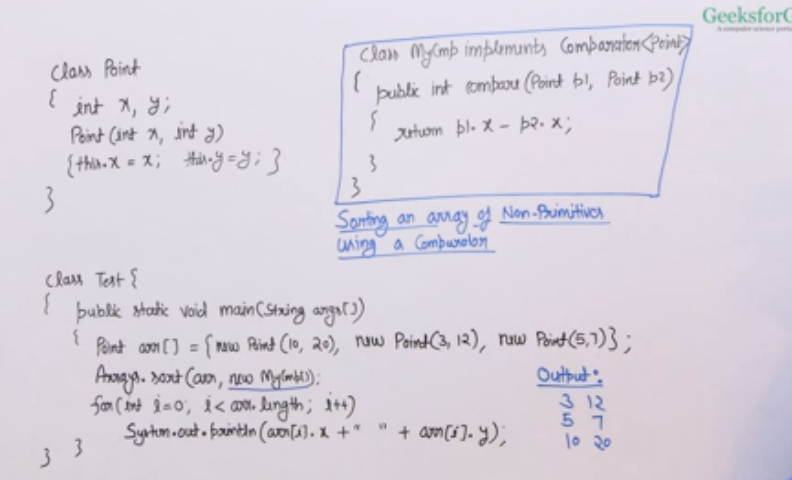 GeeksforG
A computer science porta
class Point
{ int x, y;
Point (int x, int y)
{this.x = x; this.y = y; }
}
class MyCmp implements Comparator<Point>
{ public int compare(Point p1, Point p2)
{
return p1.x - p2.x;
}
}
Sorting an array of Non-Primitives
using a Comparator
class Test {
{ public static void main(String args[])
{ Point arr[] = {new Point(10, 20), new Point(3, 12), new Point(5,7)};
Arrays.sort(arr, new MyCmp());
for(int i=0; i<arr.length; i++)
System.out.println(arr[i].x + " " + arr[i].y);
} }
Output:
3 12
5 7
10 20